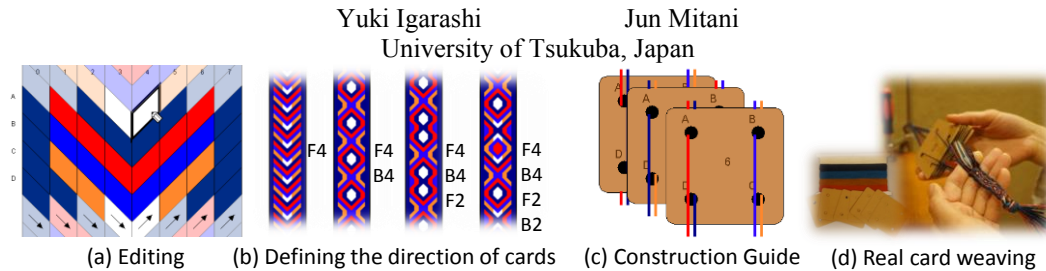 Yuki Igarashi Jun Mitani
University of Tsukuba, Japan
0 1 2 3 4 5 6 7
A
B
C
D
F4
F4
B4
F4
B4
F2
F4
B4
F2
B2
A
D
A
D
A B
D C
6
(a) Editing (b) Defining the direction of cards (c) Construction Guide (d) Real card weaving